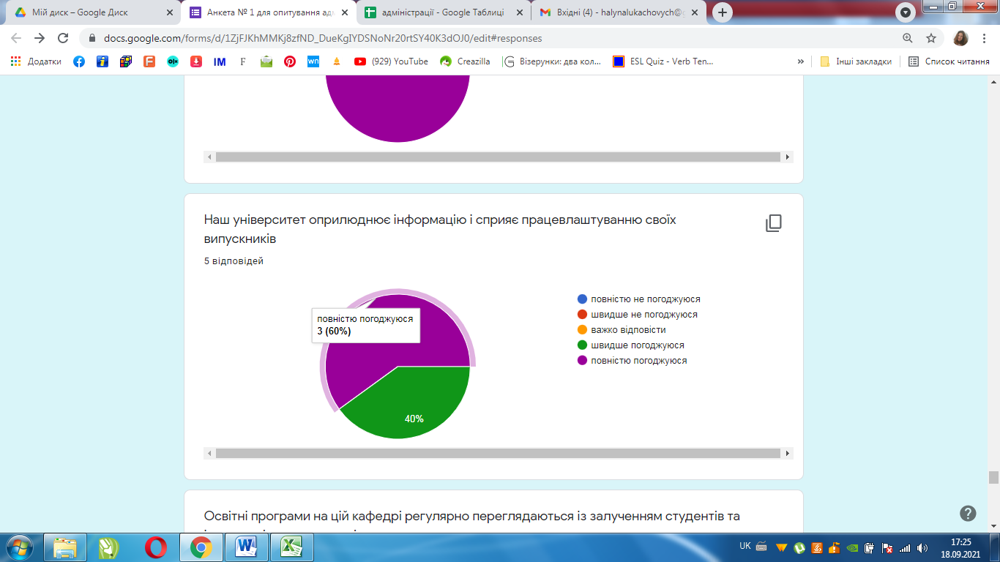 Мій диск – Google Диск
Анкета № 1 для опитування адм
адміністрації - Google Таблиці
Вхідні (4) - halynalukachovych@g
docs.google.com/forms/d/1ZjFJKhMMKj8zfND_DueKgIYDSNoNr20rtSY40K3dOJ0/edit#responses
Додатки
IM
F
wn
(929) YouTube
Creazilla
Візерунки: два кол...
ESL Quiz - Verb Ten...
»
Інші закладки
Список читання
Наш університет оприлюднює інформацію і сприяє працевлаштуванню своїх
випускників
5 відповідей
повністю погоджуюся
3 (60%)
40%
повністю не погоджуюся
швидше не погоджуюся
важко відповісти
швидше погоджуюся
повністю погоджуюся
Освітні програми на цій кафедрі регулярно переглядаються із залученням студентів та
UK
17:25
18.09.2021